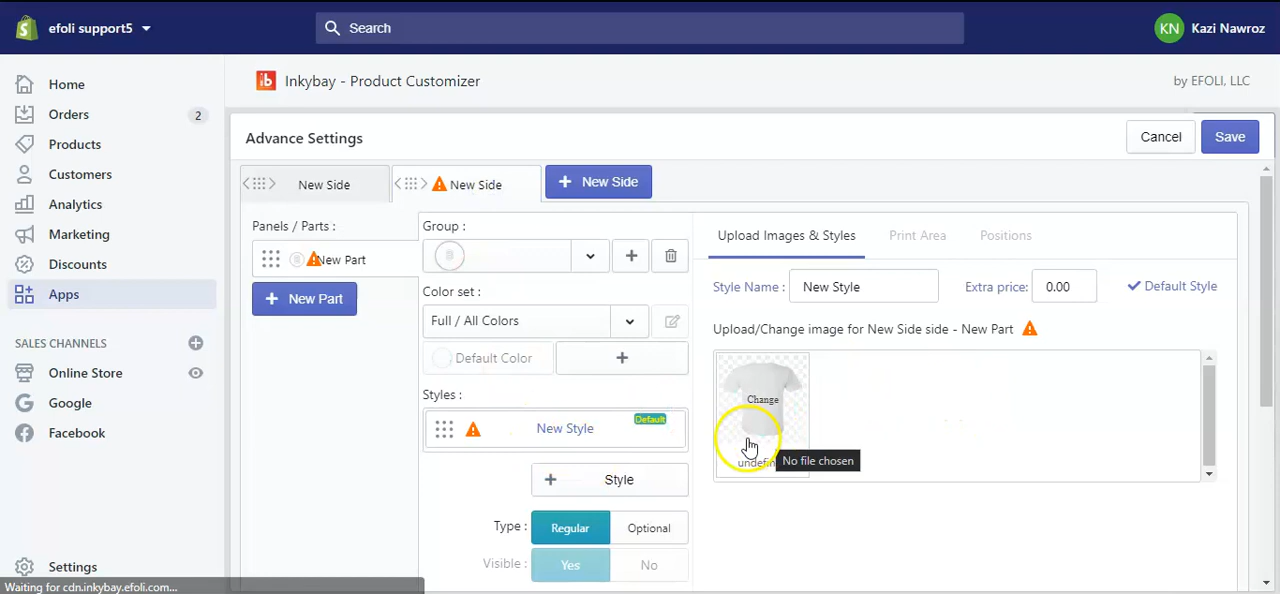 efoli support5
Search
KN Kazi Nawroz
Home
Orders 2
Products
Customers
Analytics
Marketing
Discounts
Apps
SALES CHANNELS
Online Store
Google
Facebook
Settings
Waiting for cdn.inkybay.efoli.com...
ib Inkybay - Product Customizer
by EFOLI, LLC
Advance Settings
Cancel
Save
New Side
New Side
+ New Side
Panels / Parts :
New Part
+ New Part
Group :
Color set :
Full / All Colors
Default Color
Styles :
New Style
Default
+ Style
Type : Regular Optional
Visible : Yes No
Upload Images & Styles
Print Area
Positions
Style Name : New Style
Extra price: 0.00
Default Style
Upload/Change image for New Side side - New Part
Change
No file chosen